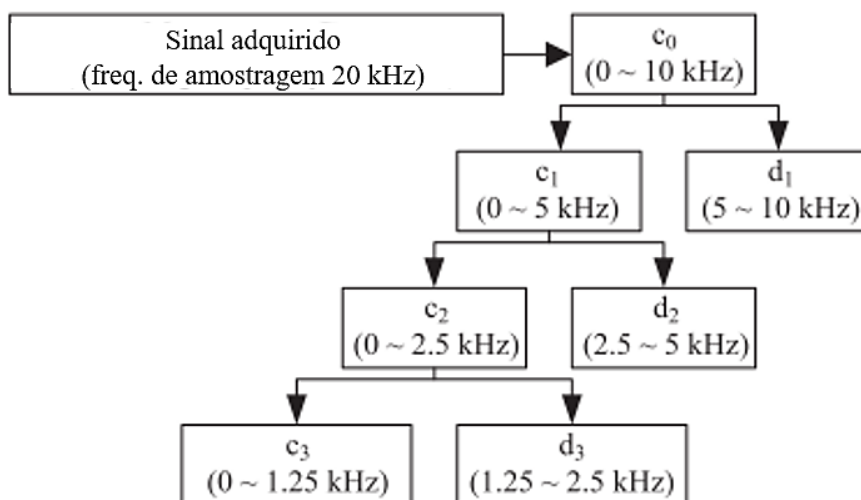 Sinal adquirido
(freq. de amostragem 20 kHz)
c₀
(0 ~ 10 kHz)
c₁
(0 ~ 5 kHz)
d₁
(5 ~ 10 kHz)
c₂
(0 ~ 2.5 kHz)
d₂
(2.5 ~ 5 kHz)
c₃
(0 ~ 1.25 kHz)
d₃
(1.25 ~ 2.5 kHz)